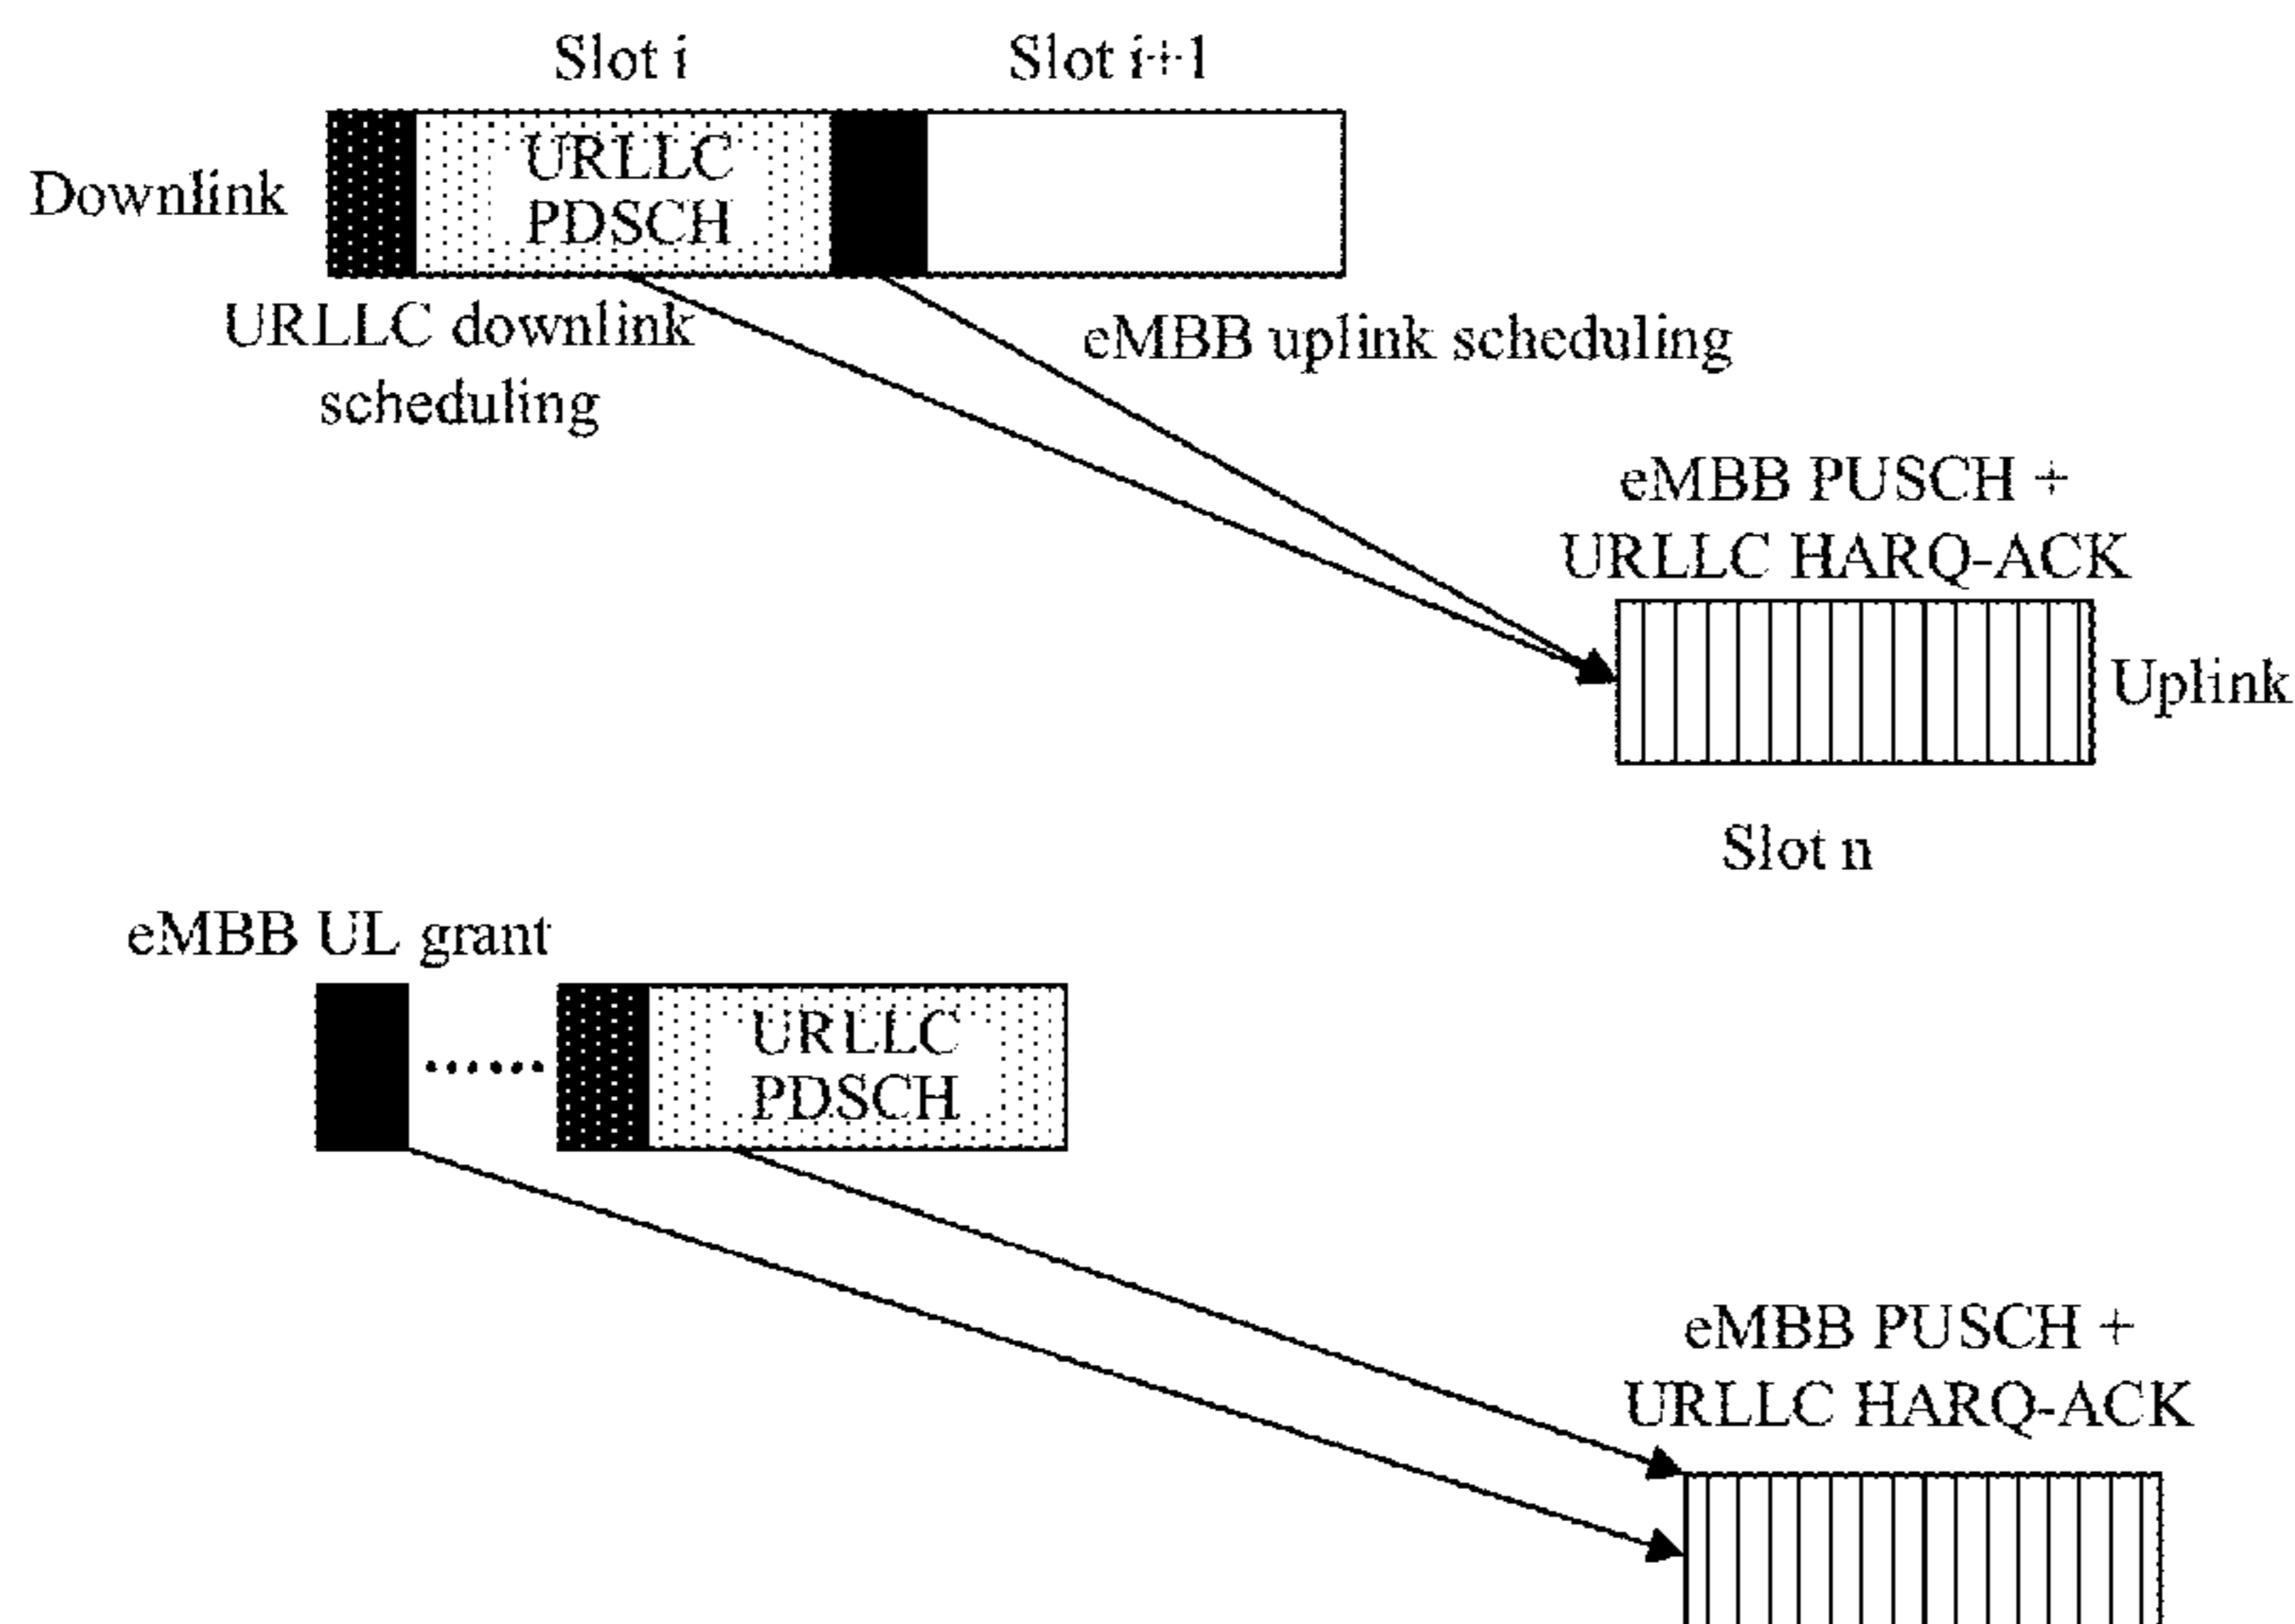 Slot i
Slot i+1
Downlink
URLLC
PDSCH
URLLC downlink
scheduling
eMBB uplink scheduling
eMBB PUSCH +
URLLC HARQ-ACK
Uplink
Slot n
eMBB UL grant
URLLC
PDSCH
eMBB PUSCH +
URLLC HARQ-ACK